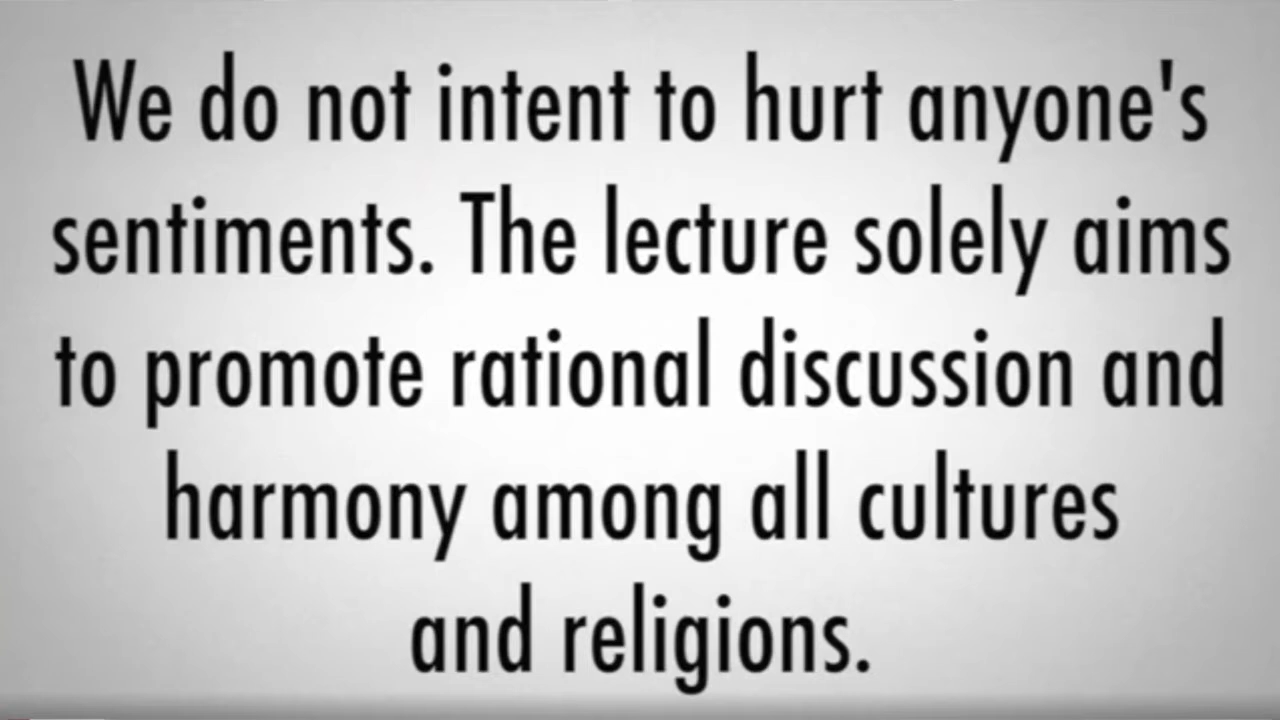 We do not intent to hurt anyone's
sentiments. The lecture solely aims
to promote rational discussion and
harmony among all cultures
and religions.